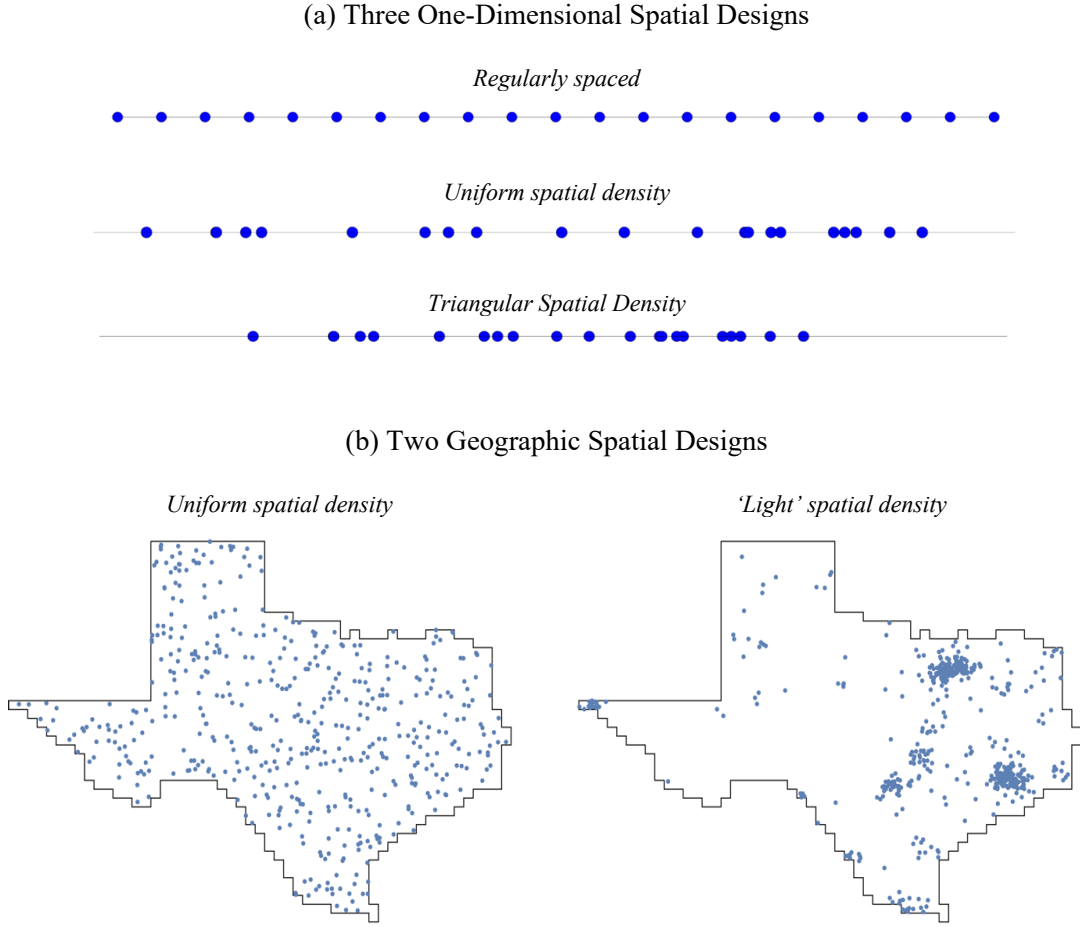 (a) Three One-Dimensional Spatial Designs
Regularly spaced
Uniform spatial density
Triangular Spatial Density
(b) Two Geographic Spatial Designs
Uniform spatial density
‘Light’ spatial density